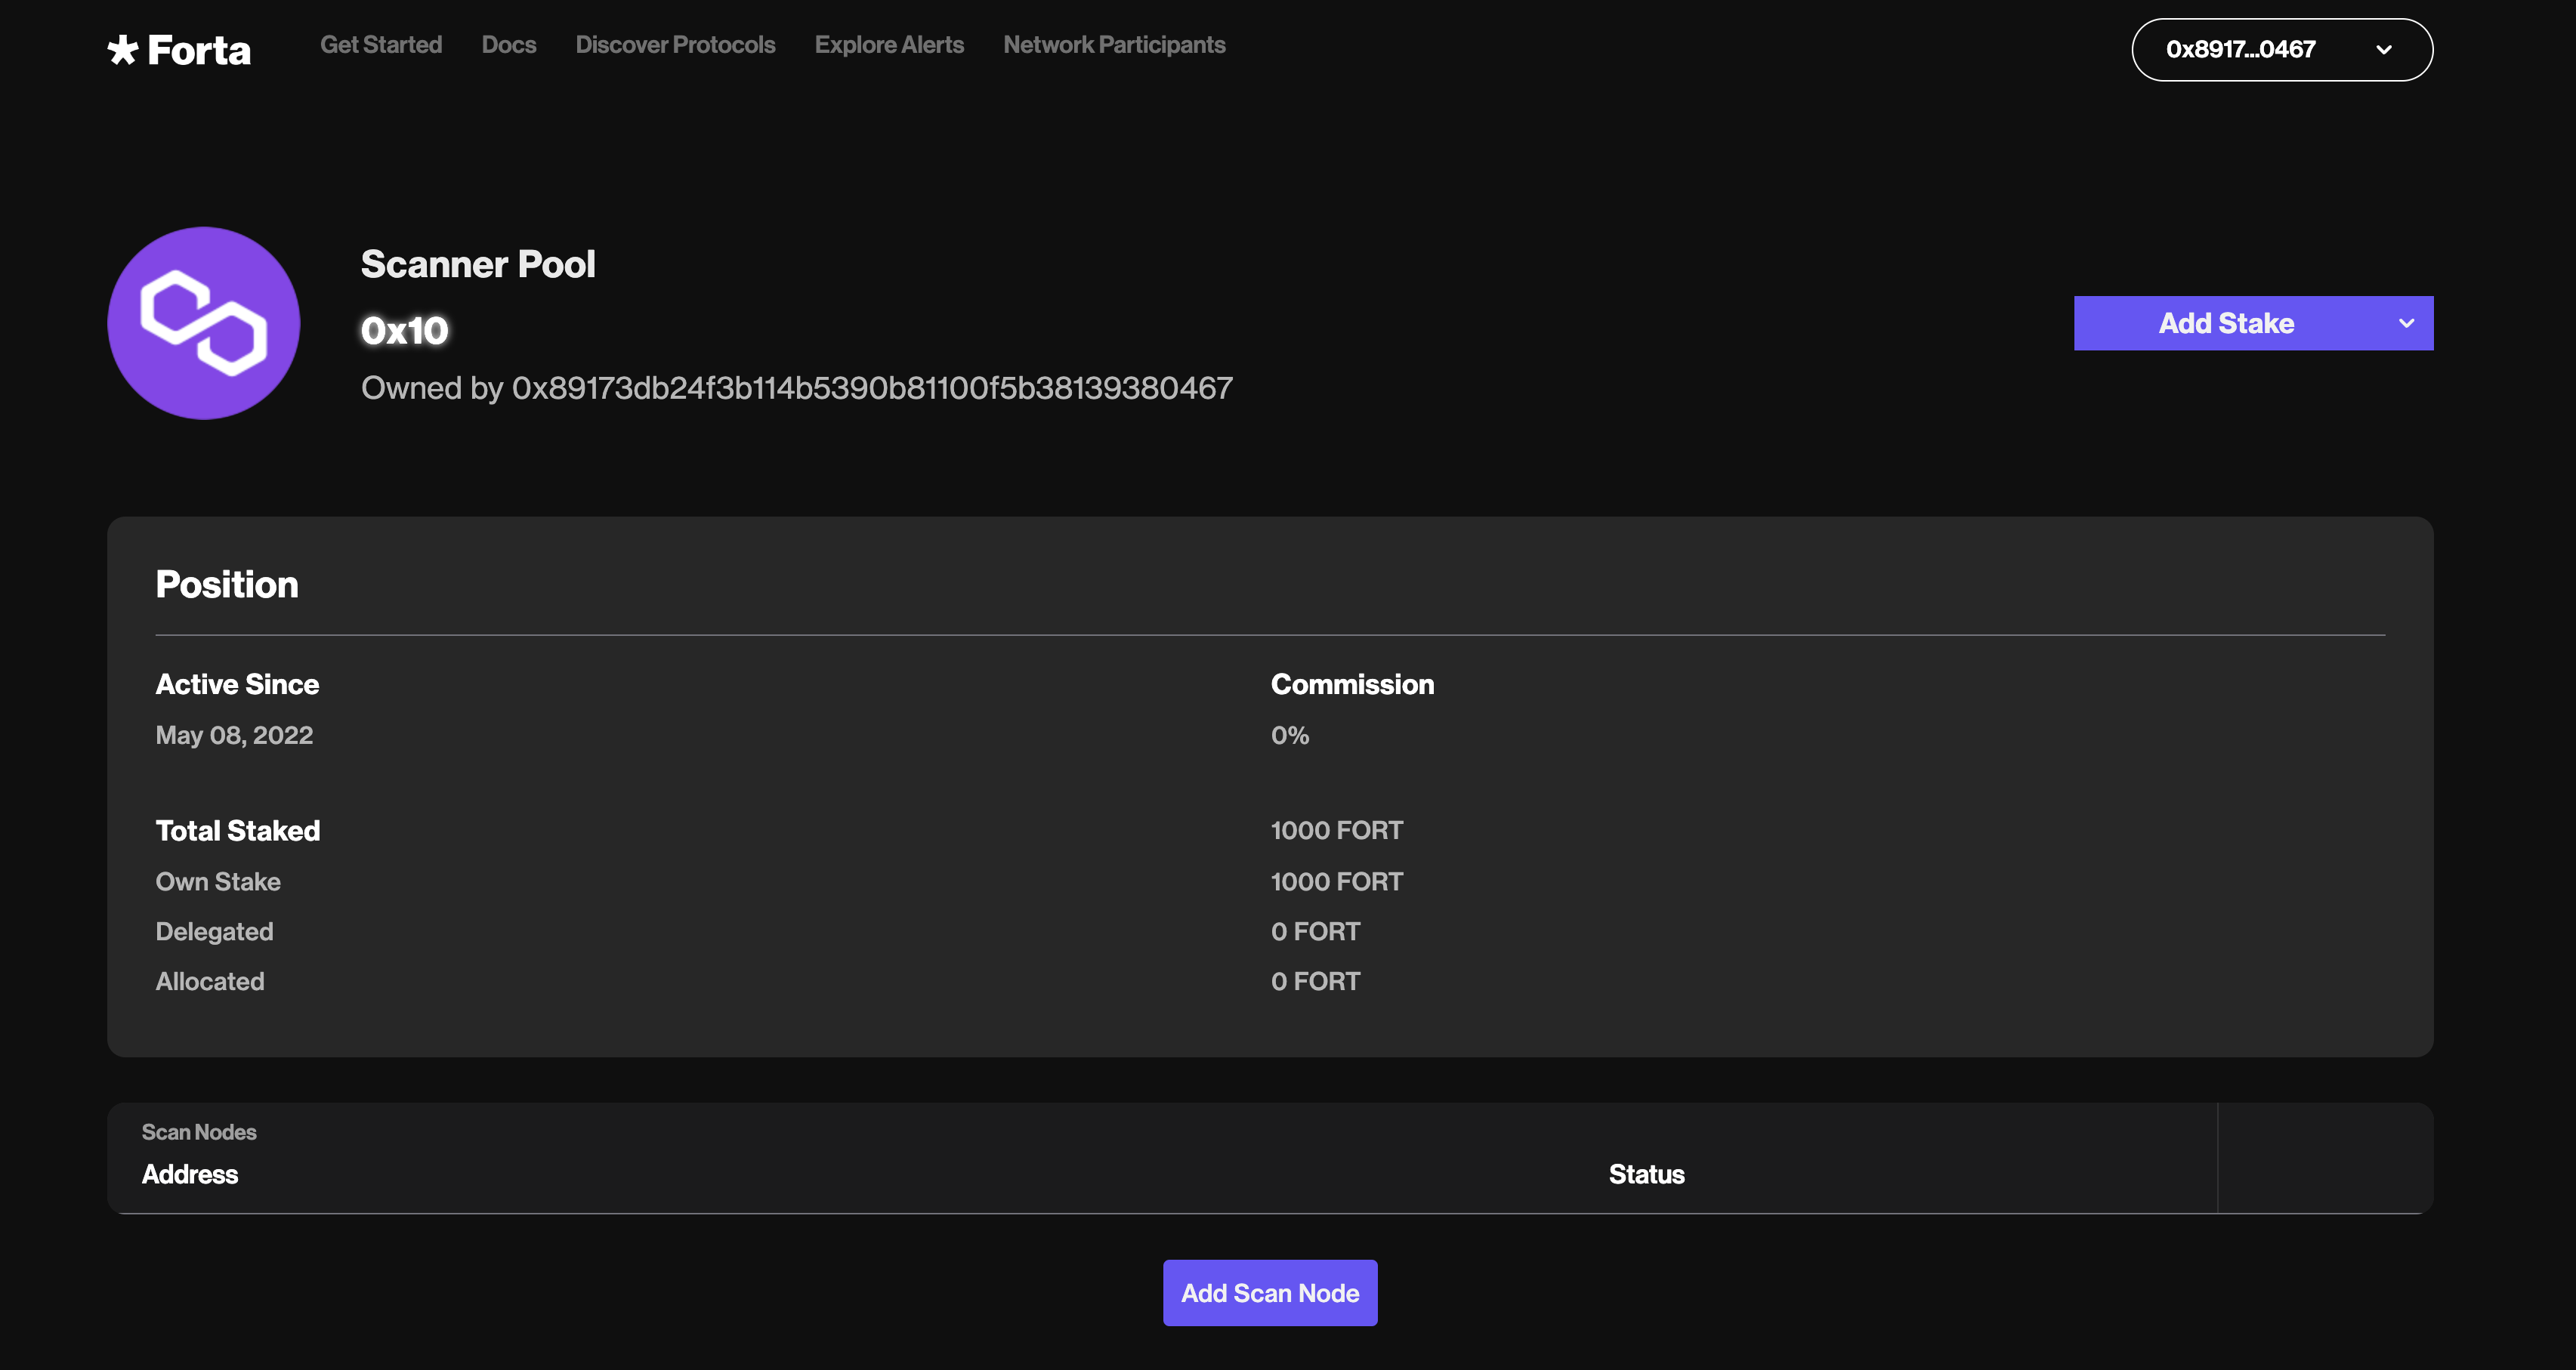 Forta
Get Started
Docs
Discover Protocols
Explore Alerts
Network Participants
0x8917...0467
Scanner Pool
0x10
Owned by 0x89173db24f3b114b5390b81100f5b38139380467
Add Stake
Position
Active Since
May 08, 2022
Commission
0%
Total Staked
1000 FORT
Own Stake
1000 FORT
Delegated
0 FORT
Allocated
0 FORT
Scan Nodes
Address
Status
Add Scan Node